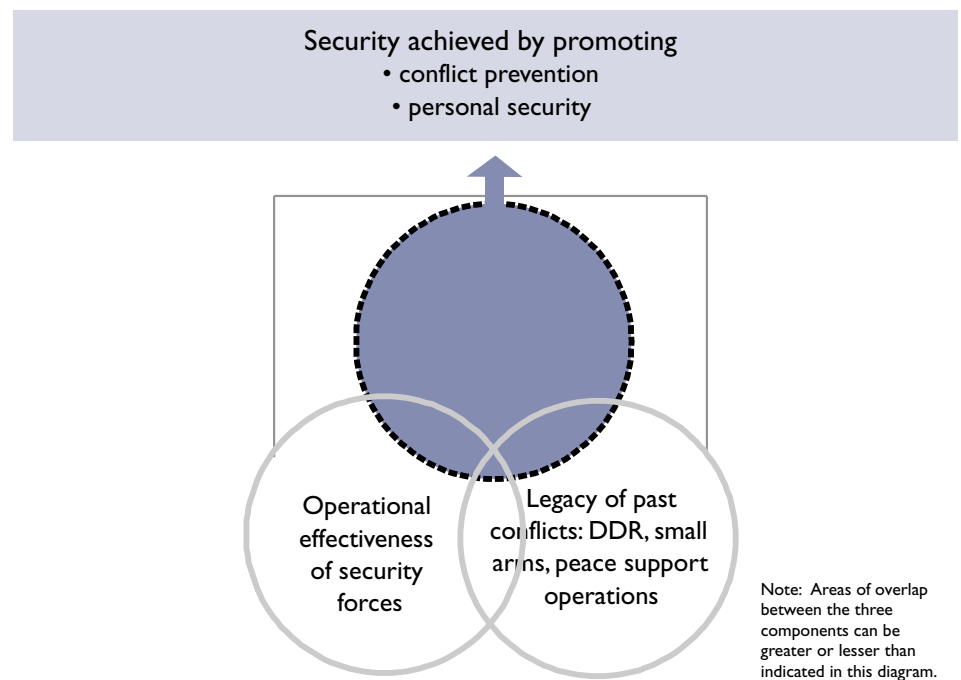 Security achieved by promoting
• conflict prevention
• personal security
Operational
effectiveness
of security
forces
Legacy of past
conflicts: DDR, small
arms, peace support
operations
Note: Areas of overlap
between the three
components can be
greater or lesser than
indicated in this diagram.